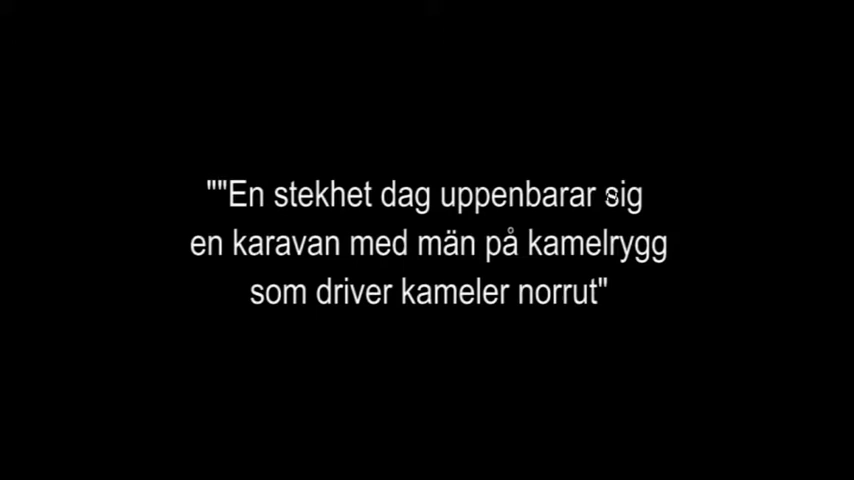 ""En stekhet dag uppenbarar sig
en karavan med män på kamelrygg
som driver kameler norrut"